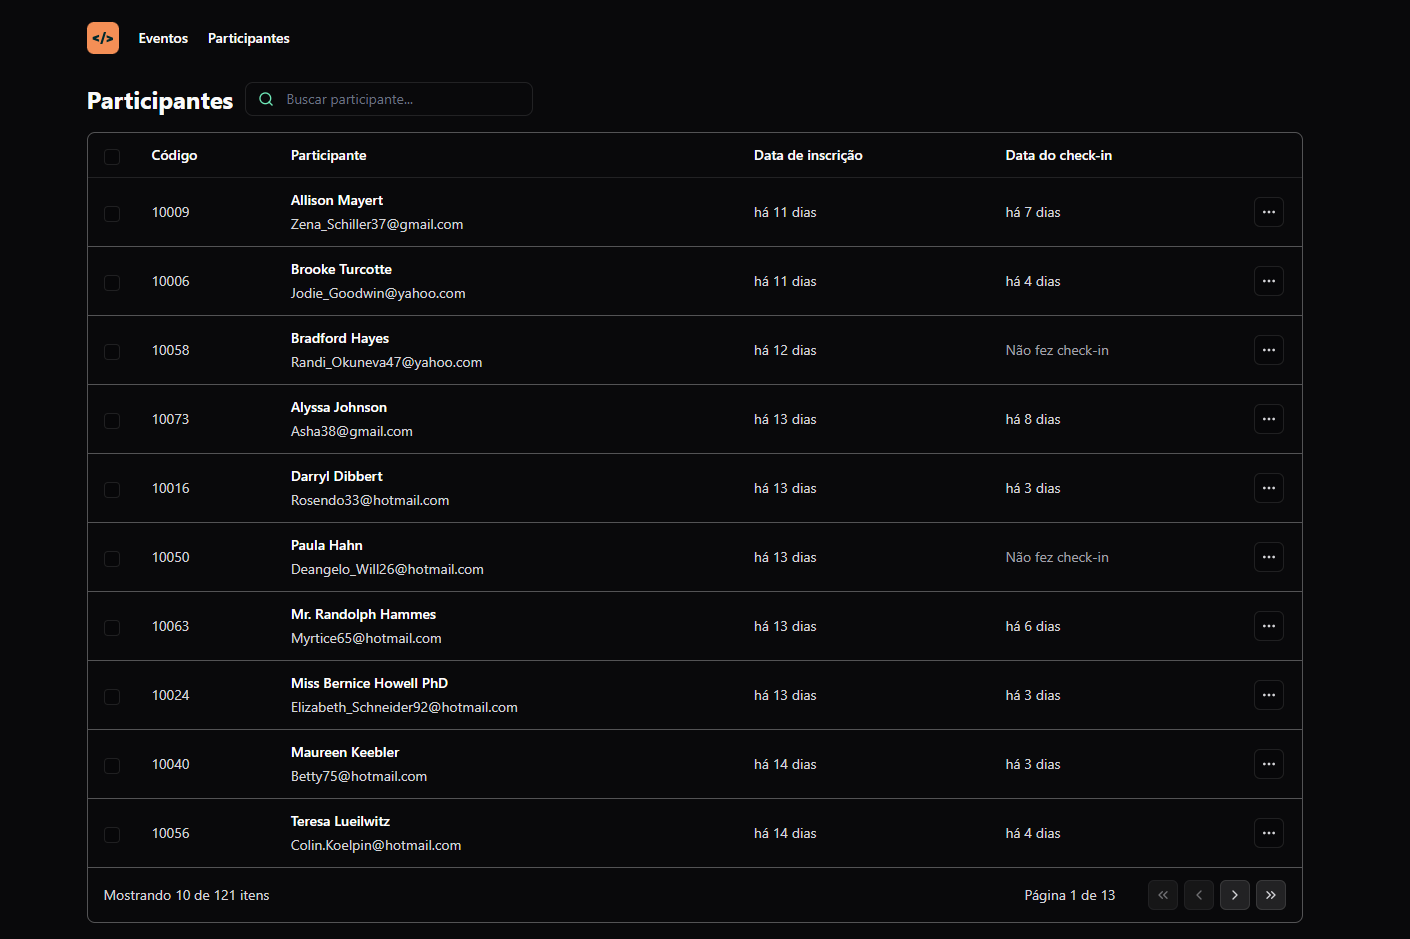 </> Eventos Participantes
Participantes Buscar participante...
Código Participante Data de inscrição Data do check-in
Allison Mayert
10009 há 11 dias há 7 dias
Zena_Schiller37@gmail.com
Brooke Turcotte
10006 há 11 dias há 4 dias
Jodie_Goodwin@yahoo.com
Bradford Hayes
10058 há 12 dias Não fez check-in
Randi_Okuneva47@yahoo.com
Alyssa Johnson
10073 há 13 dias há 8 dias
Asha38@gmail.com
Darryl Dibbert
10016 há 13 dias há 3 dias
Rosendo33@hotmail.com
Paula Hahn
10050 há 13 dias Não fez check-in
Deangelo_Will26@hotmail.com
Mr. Randolph Hammes
10063 há 13 dias há 6 dias
Myrtice65@hotmail.com
Miss Bernice Howell PhD
10024 há 13 dias há 3 dias
Elizabeth_Schneider92@hotmail.com
Maureen Keebler
10040 há 14 dias há 3 dias
Betty75@hotmail.com
Teresa Lueilwitz
10056 há 14 dias há 4 dias
Colin.Koelpin@hotmail.com
Mostrando 10 de 121 itens Página 1 de 13